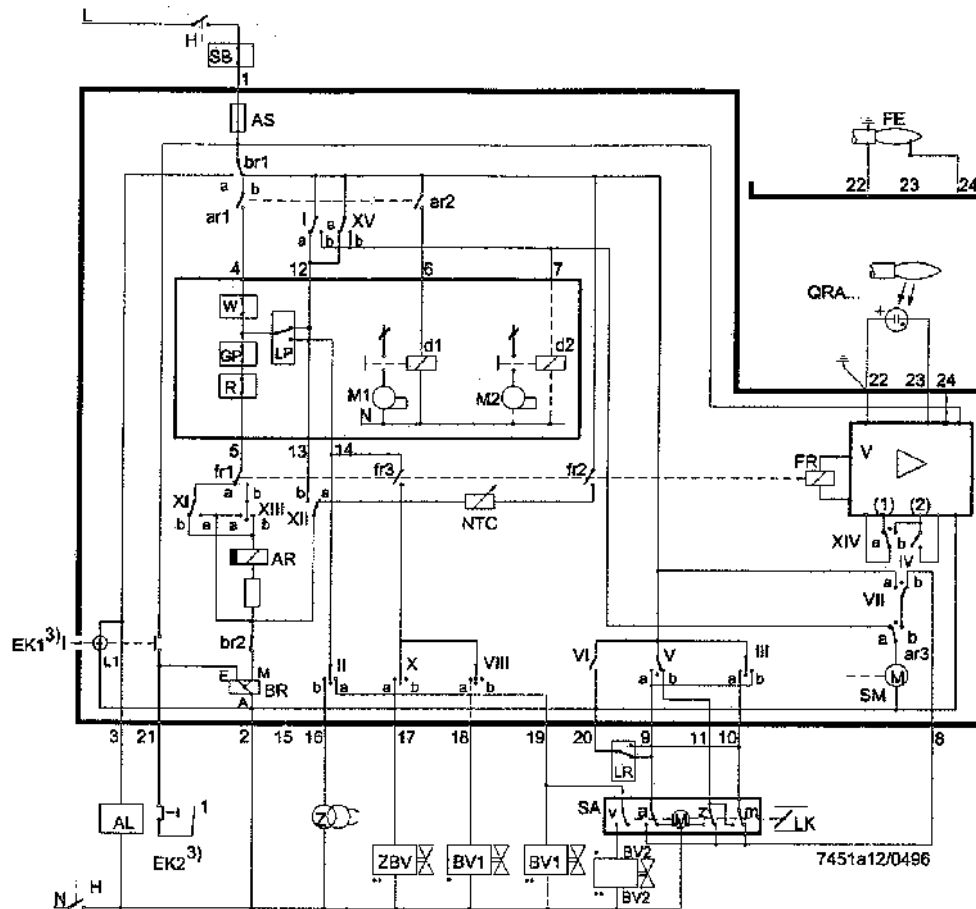 L
H
SB
1
AS
FE
br1
22 23 24
a b
ar1
ar2
I
a
XV
a b b
4 12 6 7
QRA...
+
W
GP
LP
R
d1
d2
M1
M2
N
22 23 24
V
5 13 14
fr1
fr3
fr2
FR
a b
b a
XI
XIII
XII
NTC
b a a b
(1) (2)
XIV
a b
IV
AR
a b
VII
a b
ar3
EK1 3)
L1
br2
E M
BR
A
II
X
VIII
VI
V
III
b a a b a b
a b a b
M
SM
3 21 2 15 16 17 18 19 20 9 11 10 8
LR
SA
v a M z m
LK
AL
1
EK2 3)
Z
ZBV
BV1
BV1
BV2
BV2
7451a12/0496
N H